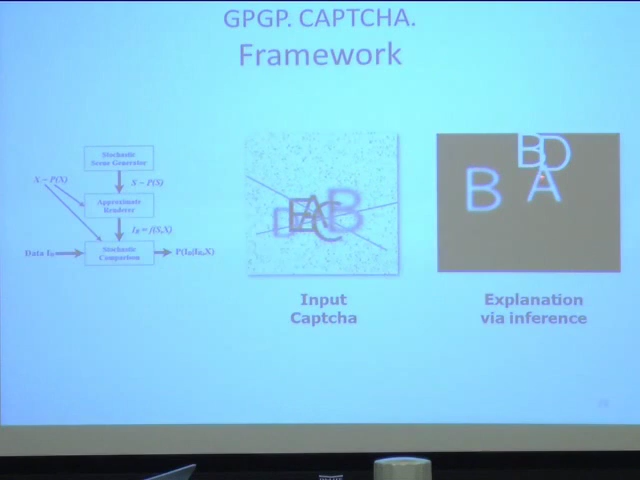 GPGP. CAPTCHA.
Framework
Stochastic
Scene Generator
X ~ P(X)
S ~ P(S)
Approximate
Renderer
Stochastic
Comparison
Data I_D
P(I_D|I_R,X)
I_R = f(S,X)
D E A C B
B D
B A
Input
Captcha
Explanation
via inference